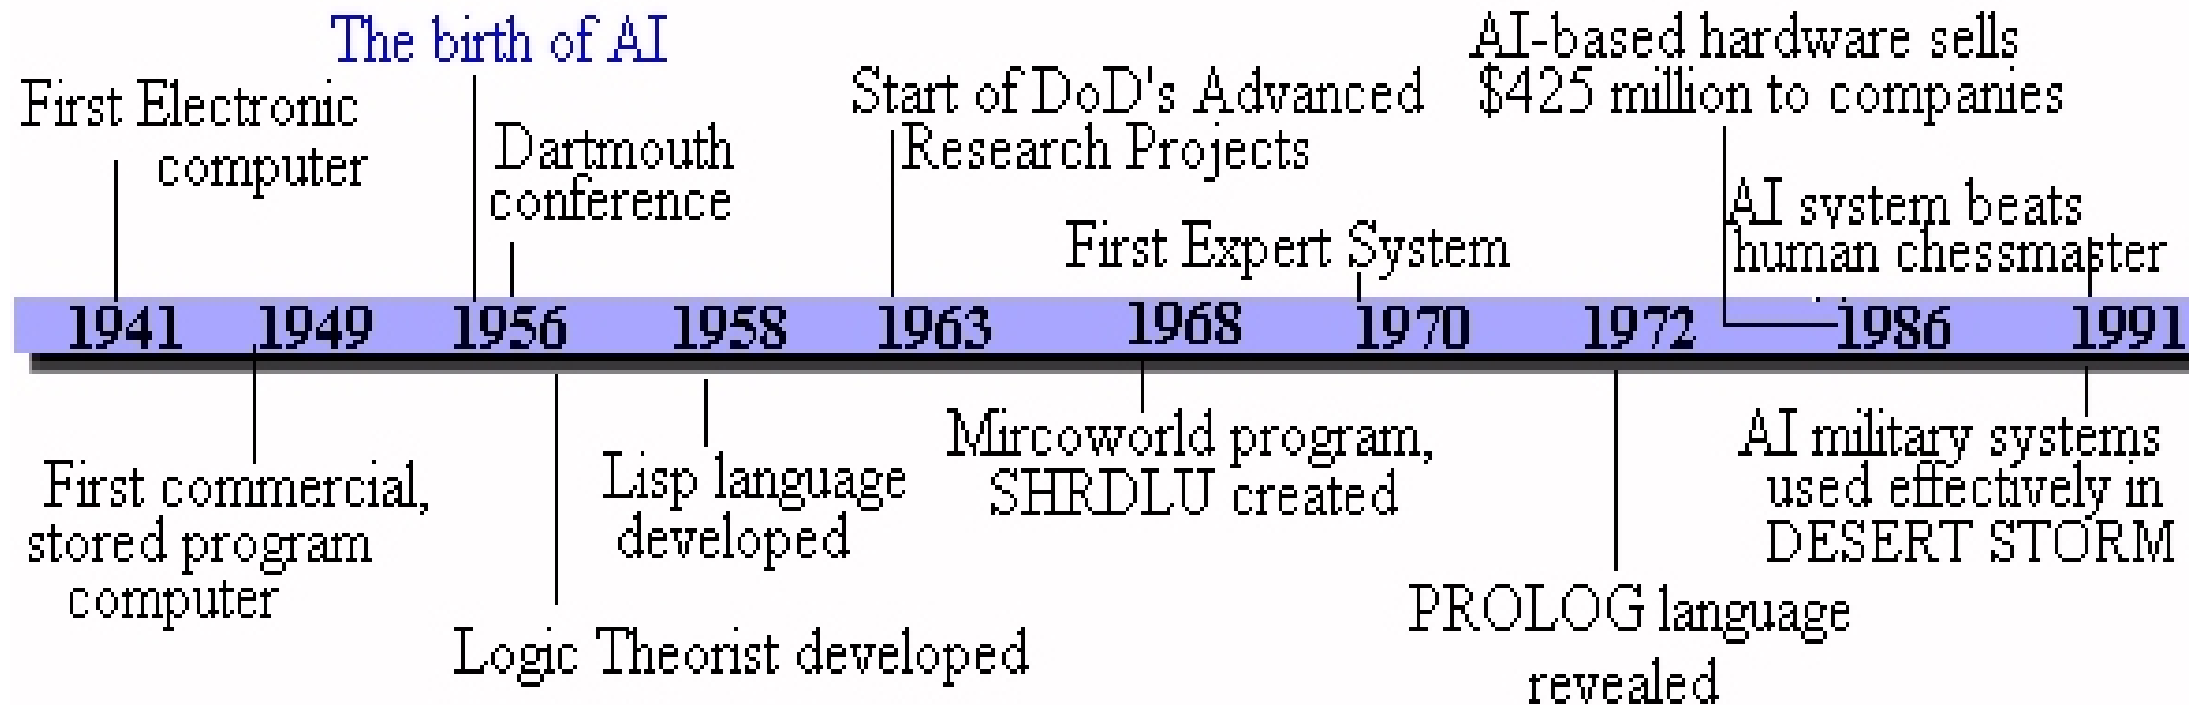 The birth of AI
First Electronic
computer
Dartmouth
conference
Start of DoD's Advanced
Research Projects
First Expert System
AI-based hardware sells
$425 million to companies
AI system beats
human chessmaster
1941 1949 1956 1958 1963 1968 1970 1972 1986 1991
First commercial,
stored program
computer
Logic Theorist developed
Lisp language
developed
Mircoworld program,
SHRDLU created
PROLOG language
revealed
AI military systems
used effectively in
DESERT STORM